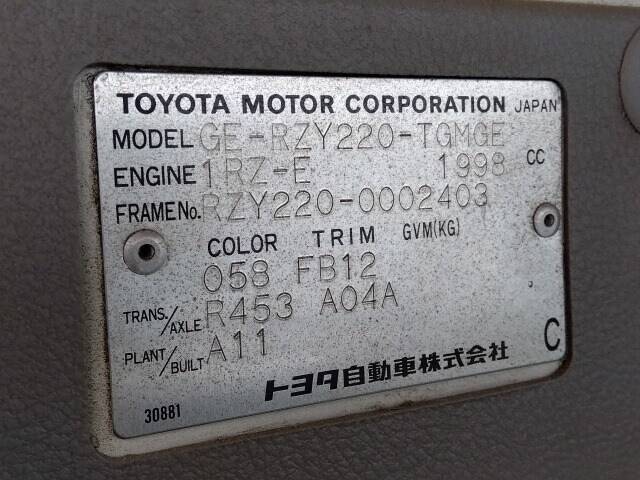 TOYOTA MOTOR CORPORATION JAPAN
MODEL GE-RZY220-TGMGE
ENGINE 1RZ-E 1998 CC
FRAME No. RZY220-0002403
COLOR TRIM GVM(KG)
058 FB12
TRANS./AXLE R453 A04A
PLANT/BUILT A11
C
トヨタ自動車株式会社
30881